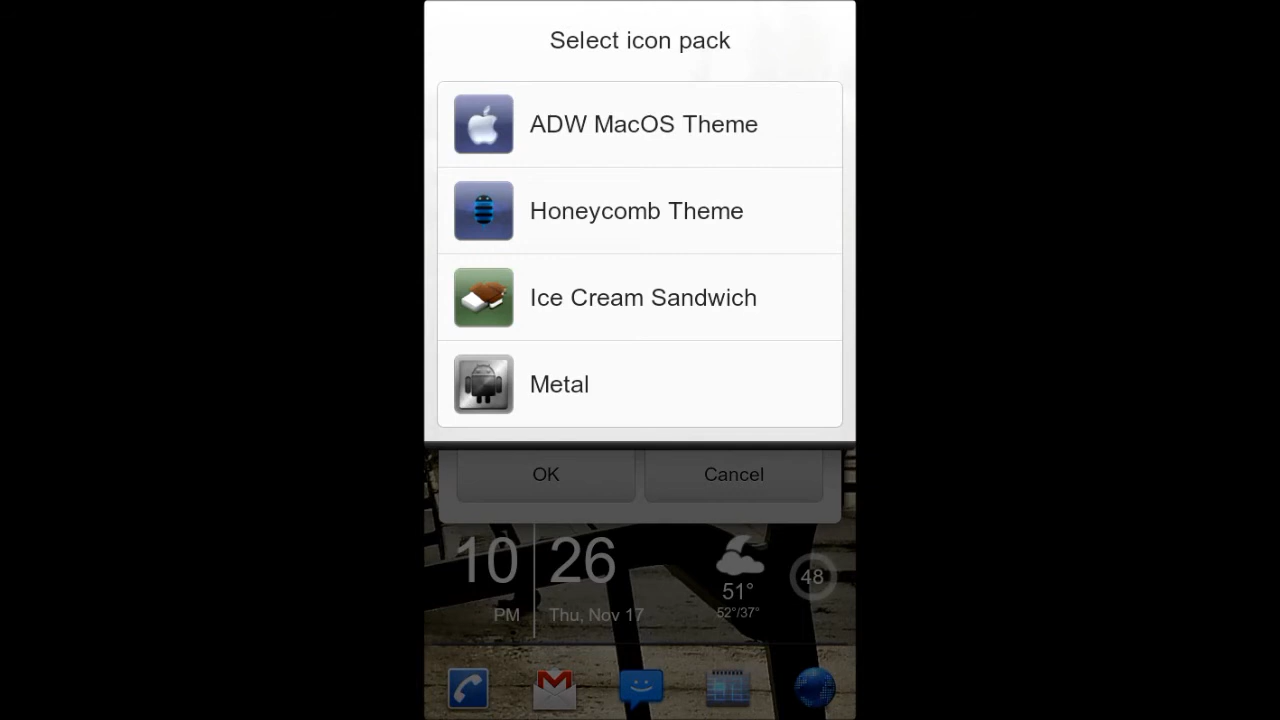 Select icon pack
ADW MacOS Theme
Honeycomb Theme
Ice Cream Sandwich
Metal
OK Cancel
10 26
PM Thu, Nov 17
51°
52°/37°
48